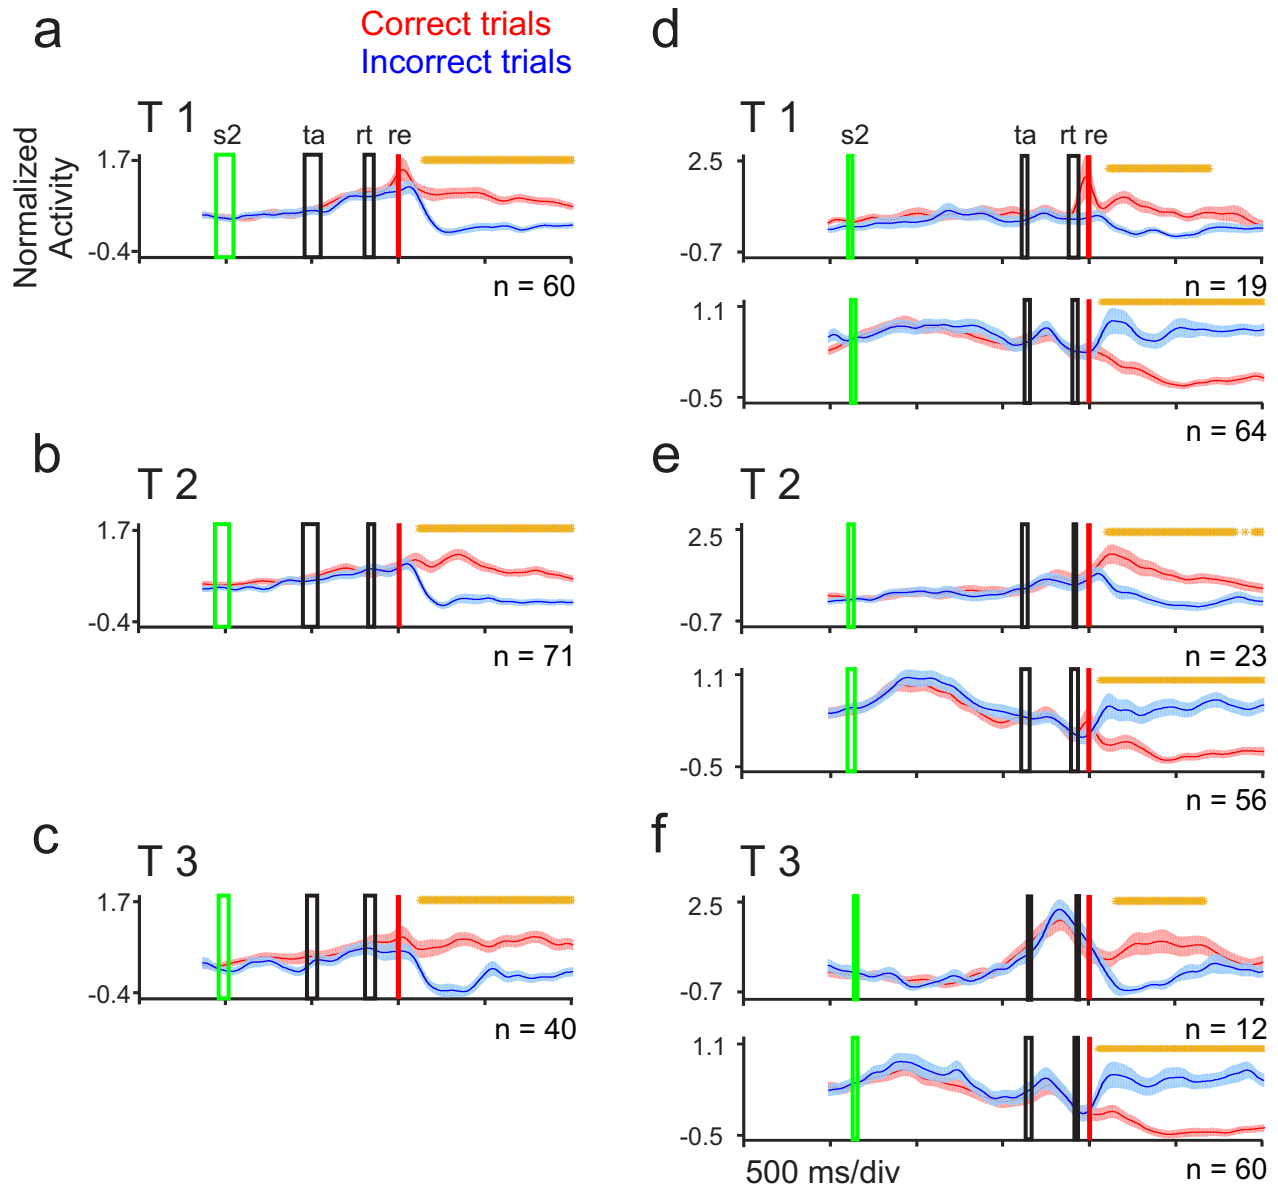 a
Correct trials
Incorrect trials
T 1
s2 ta rt re
Normalized
Activity
1.7
-0.4
n = 60
b
T 2
1.7
-0.4
n = 71
c
T 3
1.7
-0.4
n = 40
d
T 1
s2 ta rt re
2.5
-0.7
n = 19
1.1
-0.5
n = 64
e
T 2
2.5
-0.7
n = 23
1.1
-0.5
n = 56
f
T 3
2.5
-0.7
n = 12
1.1
-0.5
500 ms/div
n = 60